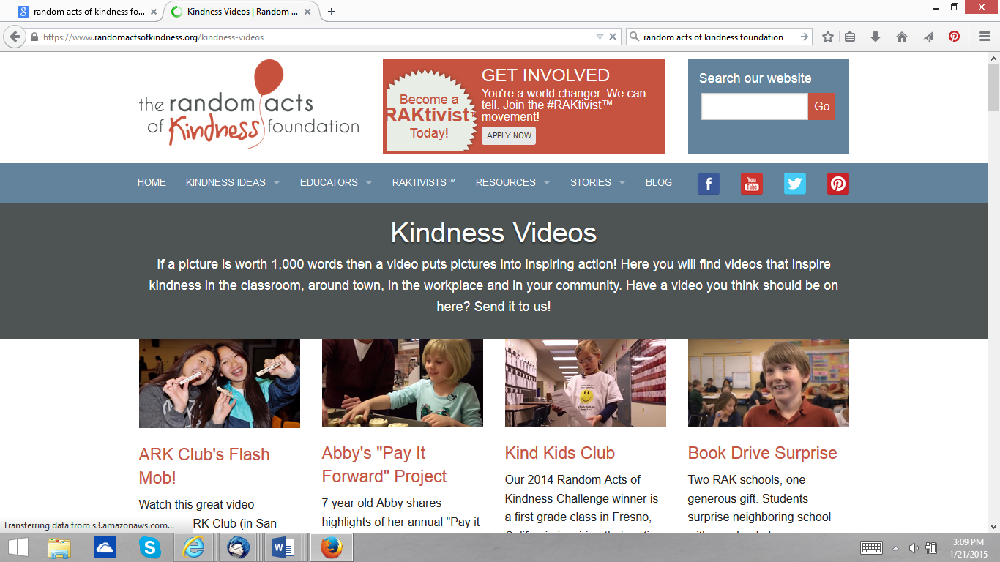 random acts of kindness fo...
Kindness Videos | Random ...
https://www.randomactsofkindness.org/kindness-videos
random acts of kindness foundation
the random acts
of Kindness foundation
Become a
RAKtivist™
Today!
GET INVOLVED
You're a world changer. We can
tell. Join the #RAKtivist™
movement!
APPLY NOW
Search our website
Go
HOME
KINDNESS IDEAS
EDUCATORS
RAKTIVISTS™
RESOURCES
STORIES
BLOG
You
Tube
Kindness Videos
If a picture is worth 1,000 words then a video puts pictures into inspiring action! Here you will find videos that inspire
kindness in the classroom, around town, in the workplace and in your community. Have a video you think should be on
here? Send it to us!
ARK Club's Flash
Mob!
Watch this great video
RK Club (in San
Abby's "Pay It
Forward" Project
7 year old Abby shares
highlights of her annual "Pay it
Kind Kids Club
Our 2014 Random Acts of
Kindness Challenge winner is
a first grade class in Fresno,
Book Drive Surprise
Two RAK schools, one
generous gift. Students
surprise neighboring school
Transferring data from s3.amazonaws.com...
3:09 PM
1/21/2015